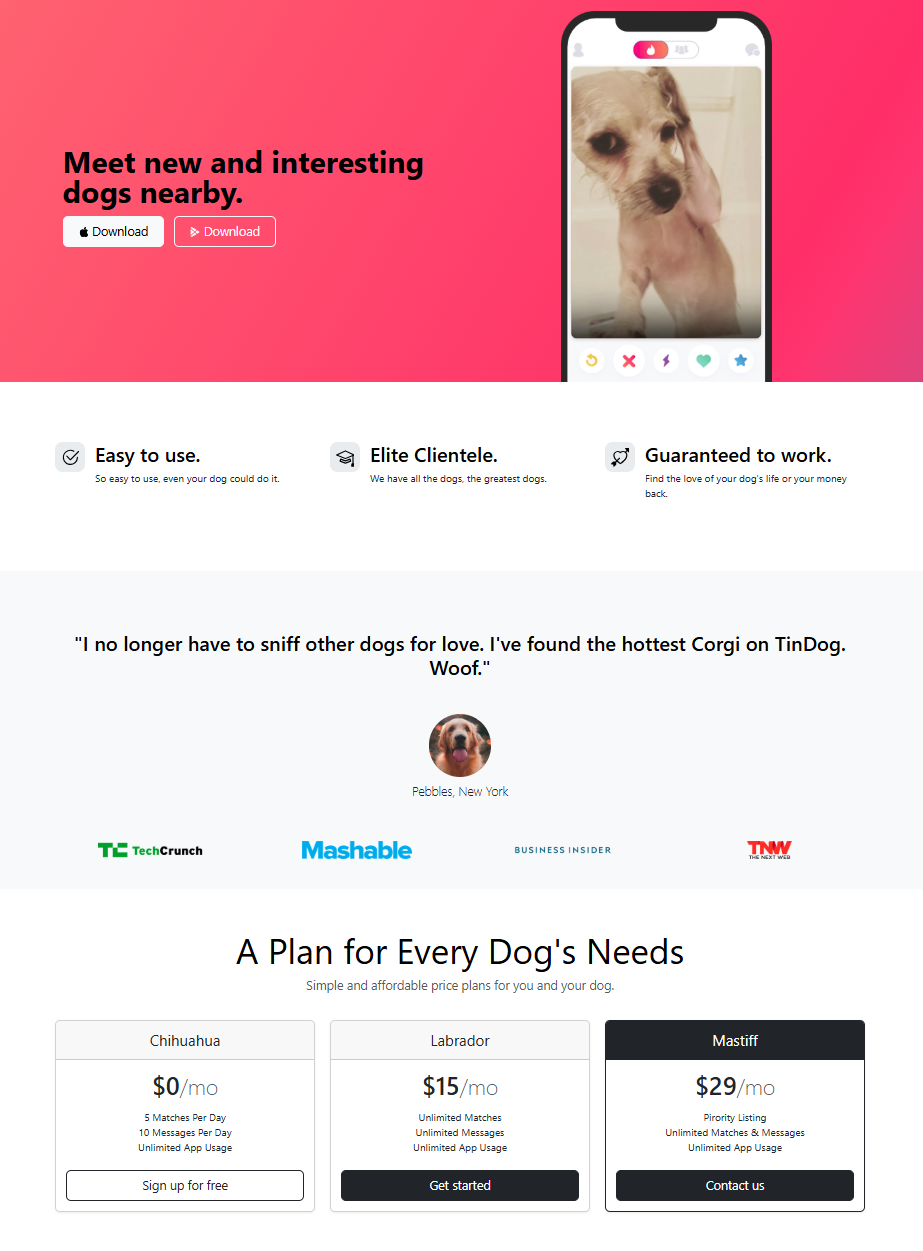 Meet new and interesting
dogs nearby.
Download
Download
Easy to use.
So easy to use, even your dog could do it.
Elite Clientele.
We have all the dogs, the greatest dogs.
Guaranteed to work.
Find the love of your dog's life or your money
back.
"I no longer have to sniff other dogs for love. I've found the hottest Corgi on TinDog.
Woof."
Pebbles, New York
TC TechCrunch
Mashable
BUSINESS INSIDER
TNW
THE NEXT WEB
A Plan for Every Dog's Needs
Simple and affordable price plans for you and your dog.
Chihuahua
$0/mo
5 Matches Per Day
10 Messages Per Day
Unlimited App Usage
Sign up for free
Labrador
$15/mo
Unlimited Matches
Unlimited Messages
Unlimited App Usage
Get started
Mastiff
$29/mo
Pirority Listing
Unlimited Matches & Messages
Unlimited App Usage
Contact us